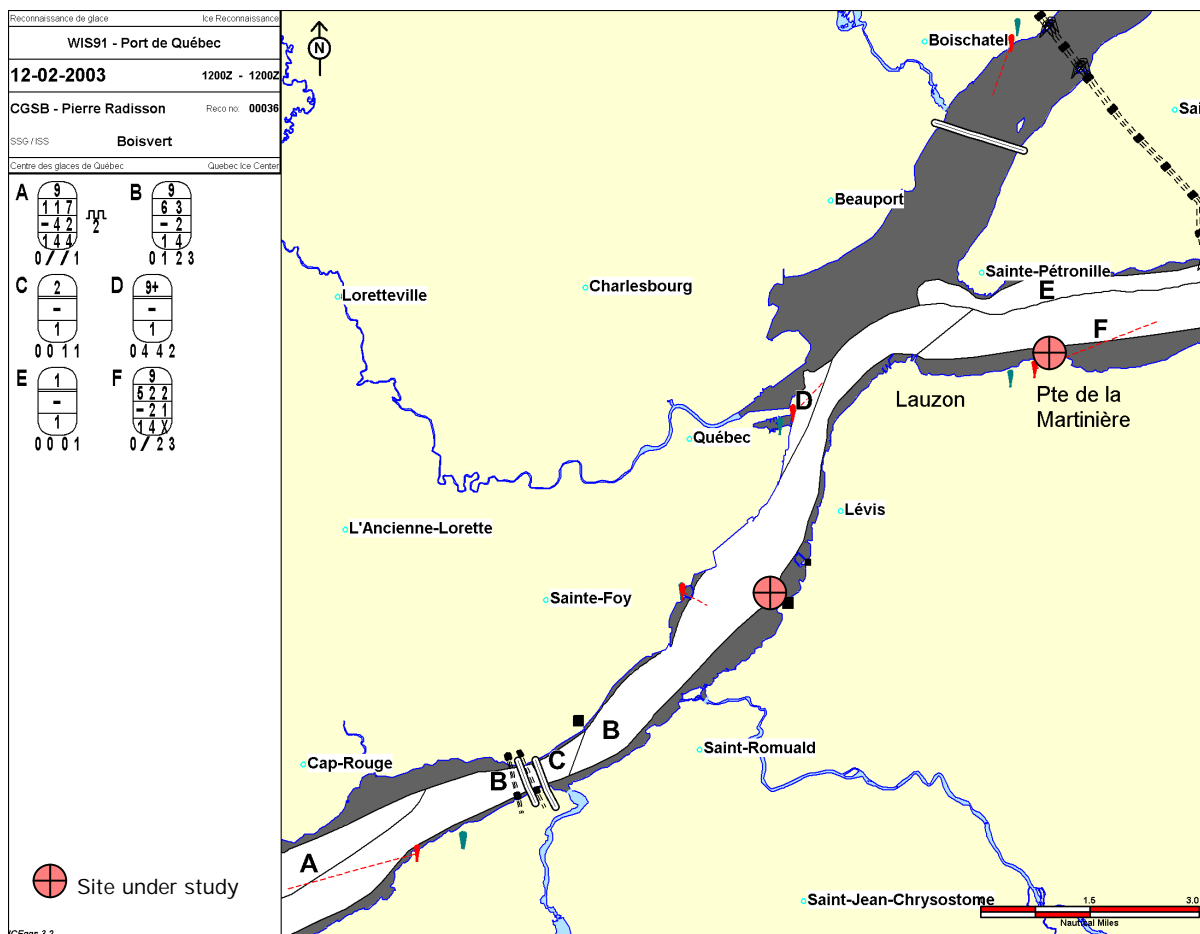 Reconnaissance de glace Ice Reconnaissance
WIS91 - Port de Québec
12-02-2003 1200Z - 1200Z
CGSB - Pierre Radisson Reco no: 00036
SSG / ISS Boisvert
Centre des glaces de Québec Quebec Ice Center
A
9
1 1 7
- 4 2
1 4 4
0 / / 1
2
B
9
6 3
- 2
1 4
0 1 2 3
C
2
-
1
0 0 1 1
D
9+
-
1
0 4 4 2
E
1
-
1
0 0 0 1
F
9
5 2 2
- 2 1
1 4 X
0 / 2 3
Site under study
N
Boischatel
Sai
Beauport
Sainte-Pétronille
E
Charlesbourg
Loretteville
F
Lauzon
Pte de la
Martinière
D
Québec
Lévis
L'Ancienne-Lorette
Sainte-Foy
B
Saint-Romuald
C
Cap-Rouge
B
A
Saint-Jean-Chrysostome
1.5 3.0
Nautical Miles